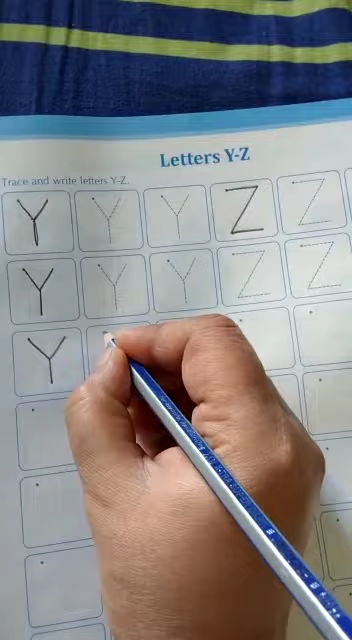 Letters Y-Z
Trace and write letters Y-Z.
Y Y Y Z Z
Y Y Y Z Z
Y